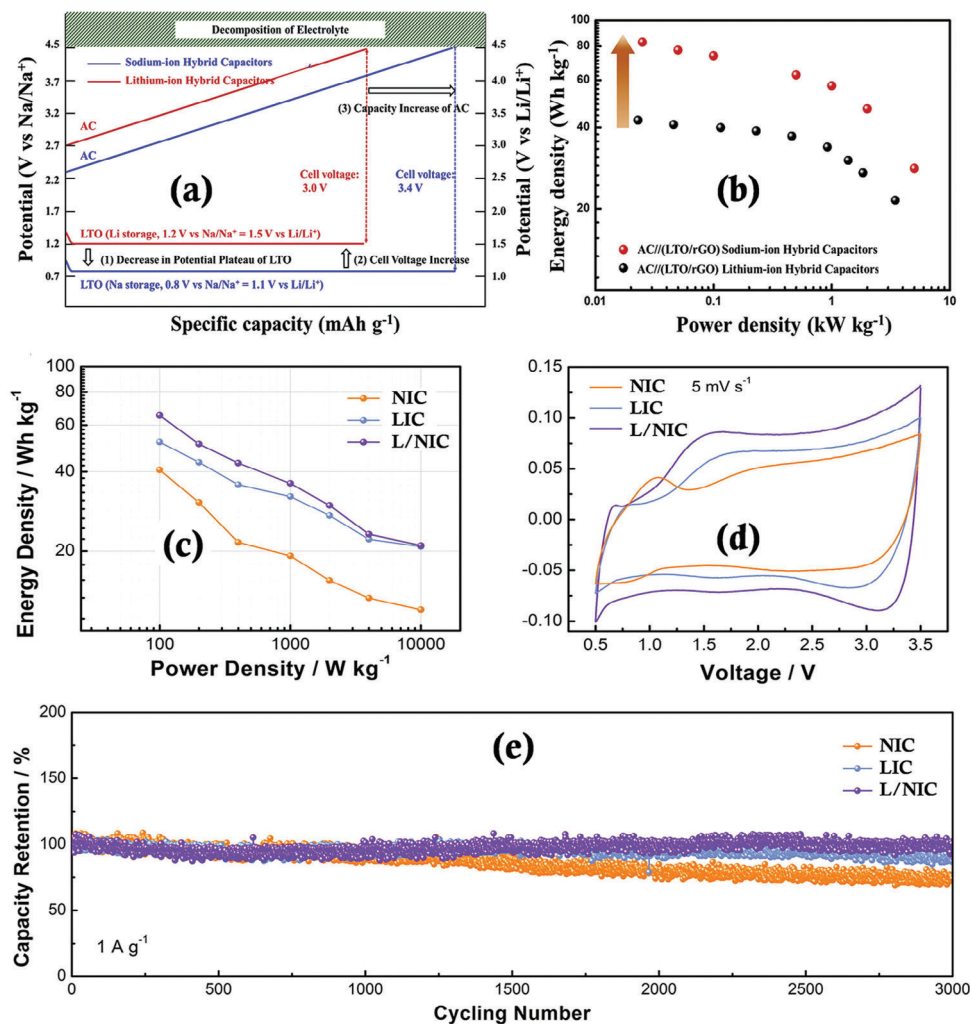 Decomposition of Electrolyte
4.5
3.7
3.2
2.7
2.2
1.7
1.2
0.7
Potential (V vs Na/Na⁺)
4.5
4.0
3.5
3.0
2.5
2.0
1.5
1.0
Potential (V vs Li/Li⁺)
Sodium-ion Hybrid Capacitors
Lithium-ion Hybrid Capacitors
(3) Capacity Increase of AC
AC
AC
(a)
Cell voltage:
3.0 V
Cell voltage:
3.4 V
LTO (Li storage, 1.2 V vs Na/Na⁺ = 1.5 V vs Li/Li⁺)
(1) Decrease in Potential Plateau of LTO
(2) Cell Voltage Increase
LTO (Na storage, 0.8 V vs Na/Na⁺ = 1.1 V vs Li/Li⁺)
Specific capacity (mAh g⁻¹)
Energy density (Wh kg⁻¹)
100
80
60
40
20
(b)
AC//(LTO/rGO) Sodium-ion Hybrid Capacitors
AC//(LTO/rGO) Lithium-ion Hybrid Capacitors
0.01 0.1 1 10
Power density (kW kg⁻¹)
Energy Density / Wh kg⁻¹
100
80
60
40
20
NIC
LIC
L/NIC
(c)
100 1000 10000
Power Density / W kg⁻¹
0.15
0.10
0.05
0.00
-0.05
-0.10
NIC
5 mV s⁻¹
LIC
L/NIC
(d)
0.5 1.0 1.5 2.0 2.5 3.0 3.5
Voltage / V
Capacity Retention / %
200
150
100
50
0
(e)
NIC
LIC
L/NIC
1 A g⁻¹
0 500 1000 1500 2000 2500 3000
Cycling Number